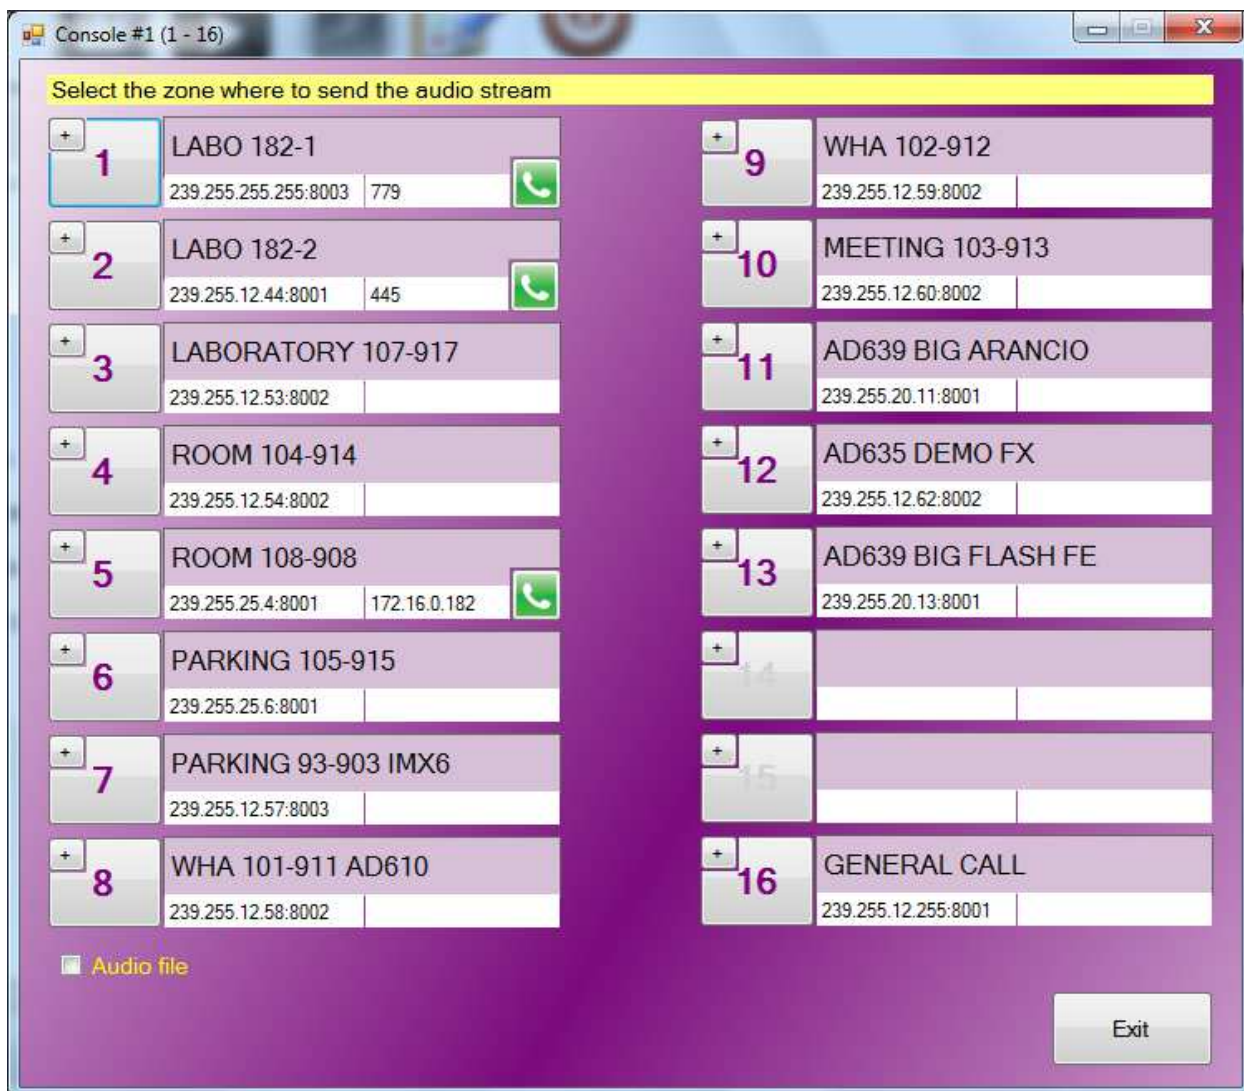 Console #1 (1 - 16)
Select the zone where to send the audio stream
+
1
LABO 182-1
239.255.255.255:8003 779
+
2
LABO 182-2
239.255.12.44:8001 445
+
3
LABORATORY 107-917
239.255.12.53:8002
+
4
ROOM 104-914
239.255.12.54:8002
+
5
ROOM 108-908
239.255.25.4:8001 172.16.0.182
+
6
PARKING 105-915
239.255.25.6:8001
+
7
PARKING 93-903 IMX6
239.255.12.57:8003
+
8
WHA 101-911 AD610
239.255.12.58:8002
+
9
WHA 102-912
239.255.12.59:8002
+
10
MEETING 103-913
239.255.12.60:8002
+
11
AD639 BIG ARANCIO
239.255.20.11:8001
+
12
AD635 DEMO FX
239.255.12.62:8002
+
13
AD639 BIG FLASH FE
239.255.20.13:8001
+
14
+
15
+
16
GENERAL CALL
239.255.12.255:8001
Audio file
Exit